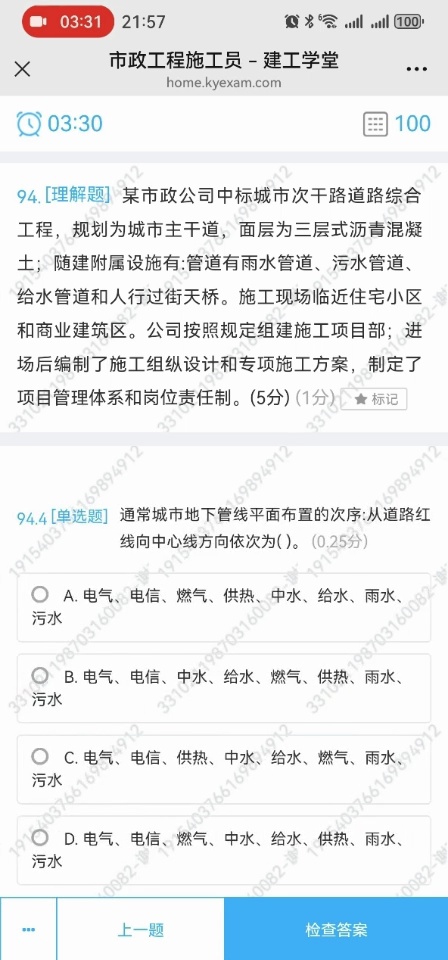 03:31 21:57 6 100
市政工程施工员 – 建工学堂
home.kyexam.com
03:30 100
94. [理解题] 某市政公司中标城市次干路道路综合
工程，规划为城市主干道，面层为三层式沥青混凝
土；随建附属设施有:管道有雨水管道、污水管道、
给水管道和人行过街天桥。施工现场临近住宅小区
和商业建筑区。公司按照规定组建施工项目部；进
场后编制了施工组纵设计和专项施工方案，制定了
项目管理体系和岗位责任制。(5分) (1分) ★ 标记
94.4 [单选题] 通常城市地下管线平面布置的次序:从道路红
线向中心线方向依次为( )。 (0.25分)
A. 电气、电信、燃气、供热、中水、给水、雨水、
污水
B. 电气、电信、中水、给水、燃气、供热、雨水、
污水
C. 电气、电信、供热、中水、给水、燃气、雨水、
污水
D. 电气、电信、燃气、中水、给水、供热、雨水、
污水
上一题 检查答案